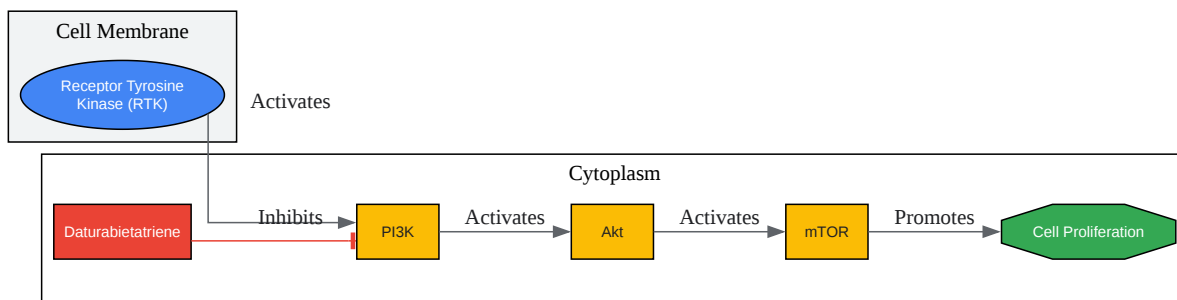 Cell Membrane
Receptor Tyrosine
Kinase (RTK)
Activates
Cytoplasm
Daturabietatriene
Inhibits
PI3K
Activates
Akt
Activates
mTOR
Promotes
Cell Proliferation